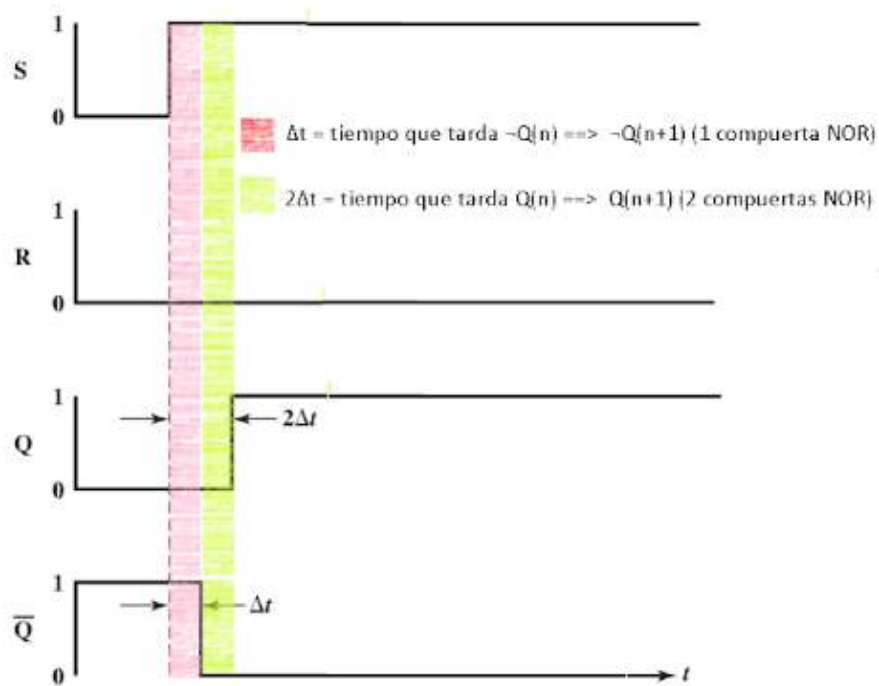 1
S
0
Δt = tiempo que tarda ¬Q(n) ==> ¬Q(n+1) (1 compuerta NOR)
2Δt = tiempo que tarda Q(n) ==> Q(n+1) (2 compuertas NOR)
1
R
0
1
2Δt
Q
0
1
Δt
Q̅
0
t